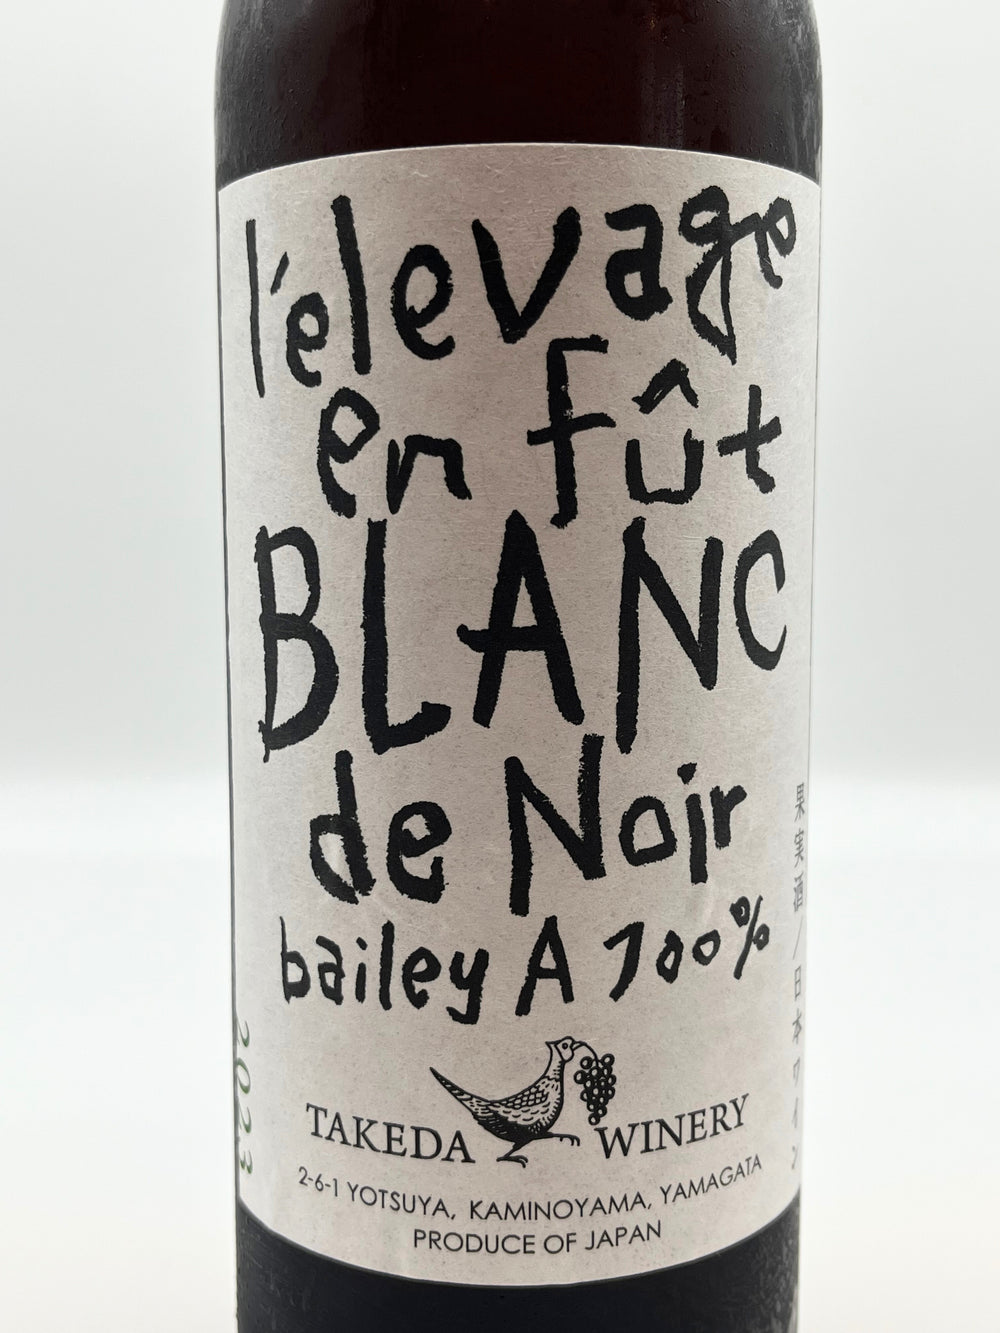 l'elevage
en fût
BLANC
de Noir
bailey A 100%
TAKEDA WINERY
2-6-1 YOTSUYA, KAMINOYAMA, YAMAGATA
PRODUCE OF JAPAN
果実酒/日本ワイン
2023